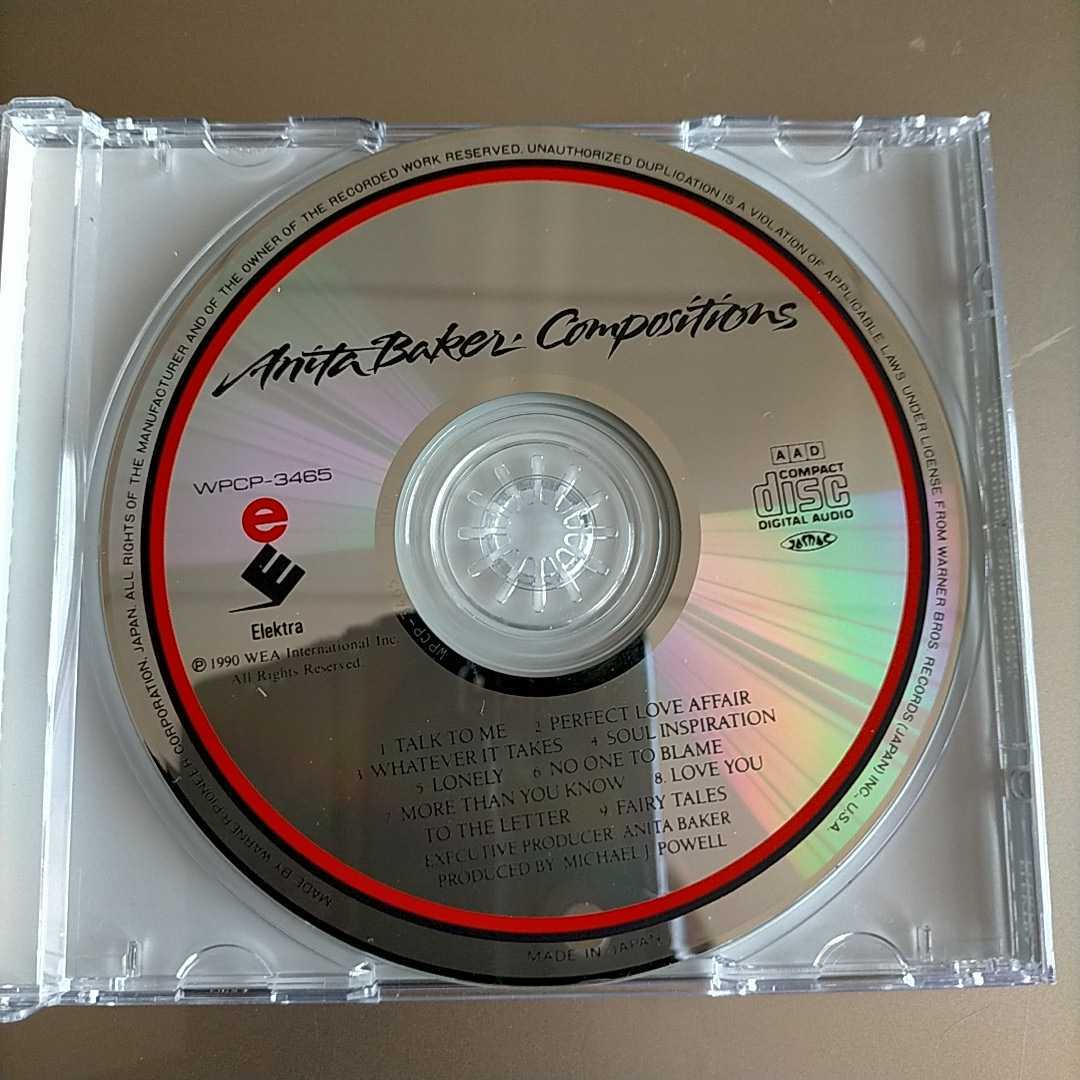 MADE BY WARNER-PIONEER CORPORATION, JAPAN. ALL RIGHTS OF THE MANUFACTURER AND OF THE OWNER OF THE RECORDED WORK RESERVED. UNAUTHORIZED DUPLICATION IS A VIOLATION OF APPLICABLE LAWS UNDER LICENSE FROM WARNER BROS. RECORDS (JAPAN) INC., U.S.A.
Anita Baker: Compositions
WPCP-3465
e
E
Elektra
℗ 1990 WEA International Inc.
All Rights Reserved.
AAD
COMPACT
disc
DIGITAL AUDIO
JASRAC
WPCP-
1 TALK TO ME 2 PERFECT LOVE AFFAIR
3 WHATEVER IT TAKES 4 SOUL INSPIRATION
5 LONELY 6 NO ONE TO BLAME
7 MORE THAN YOU KNOW 8. LOVE YOU
TO THE LETTER 9 FAIRY TALES
EXECUTIVE PRODUCER ANITA BAKER
PRODUCED BY MICHAEL J. POWELL
MADE IN JAPAN